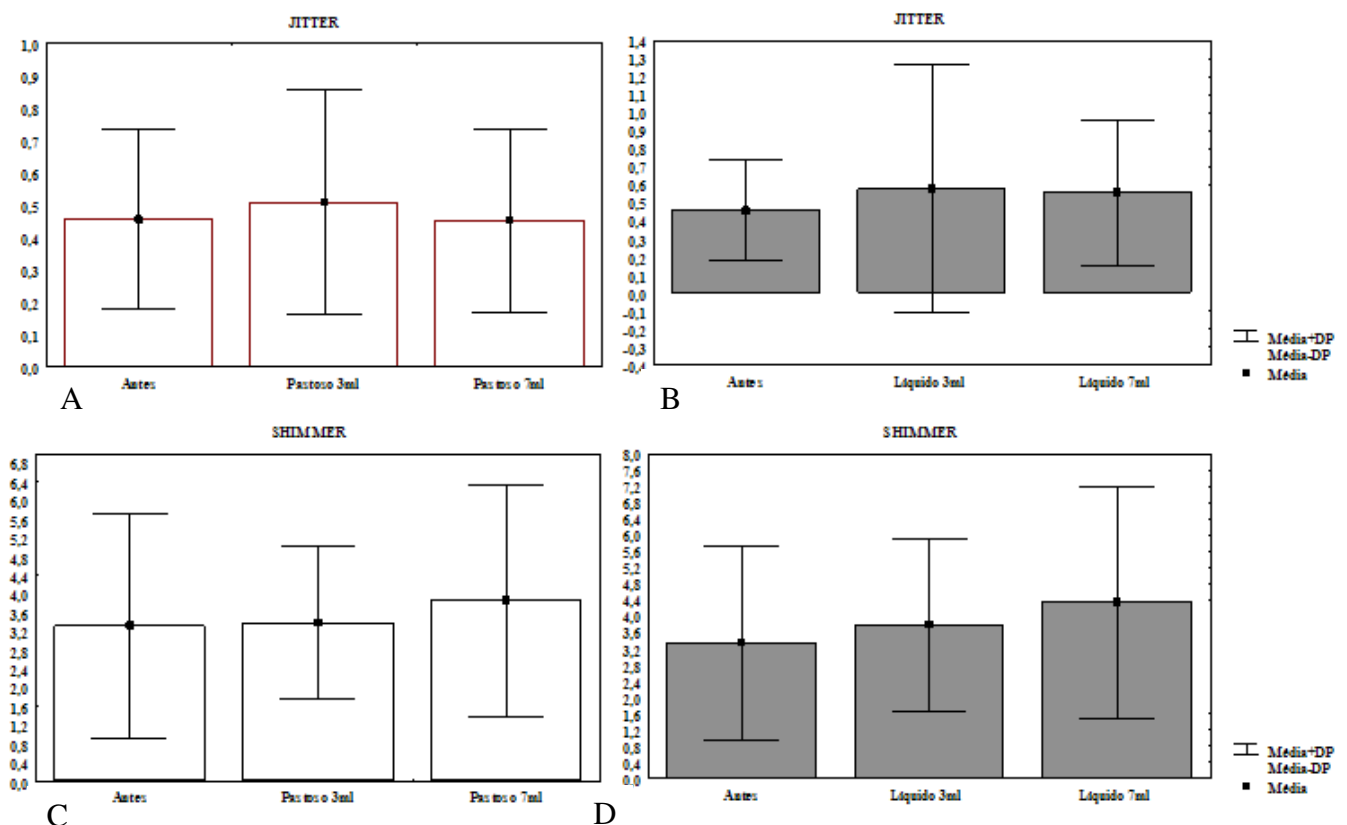 JITTER
1,0
0,9
0,8
0,7
0,6
0,5
0,4
0,3
0,2
0,1
0,0
Antes
Pastoso 3ml
Pastoso 7ml
A
JITTER
1,4
1,3
1,2
1,1
1,0
0,9
0,8
0,7
0,6
0,5
0,4
0,3
0,2
0,1
0,0
-0,1
-0,2
-0,3
-0,4
Antes
Líquido 3ml
Líquido 7ml
Média+DP
Média-DP
Média
B
SHIMMER
6,8
6,4
6,0
5,6
5,2
4,8
4,4
4,0
3,6
3,2
2,8
2,4
2,0
1,6
1,2
0,8
0,4
0,0
Antes
Pastoso 3ml
Pastoso 7ml
C
SHIMMER
8,0
7,6
7,2
6,8
6,4
6,0
5,6
5,2
4,8
4,4
4,0
3,6
3,2
2,8
2,4
2,0
1,6
1,2
0,8
0,4
0,0
Antes
Líquido 3ml
Líquido 7ml
Média+DP
Média-DP
Média
D